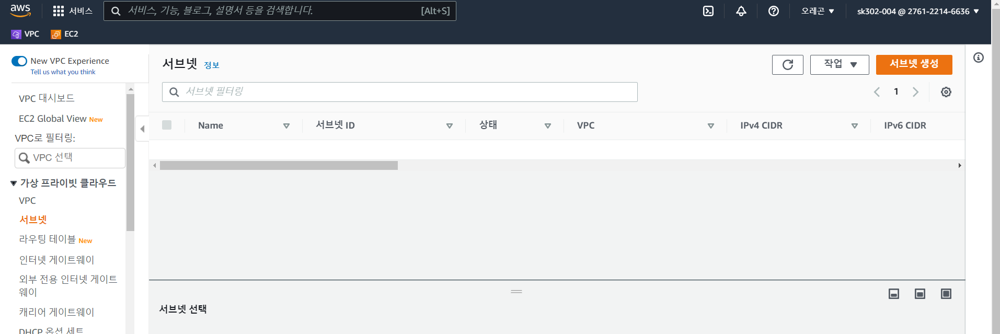 aws 서비스 서비스, 기능, 블로그, 설명서 등을 검색합니다. [Alt+S] 오레곤 ▼ sk302-004 @ 2761-2214-6636 ▼
VPC EC2
New VPC Experience
Tell us what you think
VPC 대시보드
EC2 Global View New
VPC로 필터링:
VPC 선택
가상 프라이빗 클라우드
VPC
서브넷
라우팅 테이블 New
인터넷 게이트웨이
외부 전용 인터넷 게이트
웨이
캐리어 게이트웨이
DHCP 옵션 세트
서브넷 정보 작업 ▼ 서브넷 생성
서브넷 필터링 1
Name 서브넷 ID 상태 VPC IPv4 CIDR IPv6 CIDR
서브넷 선택